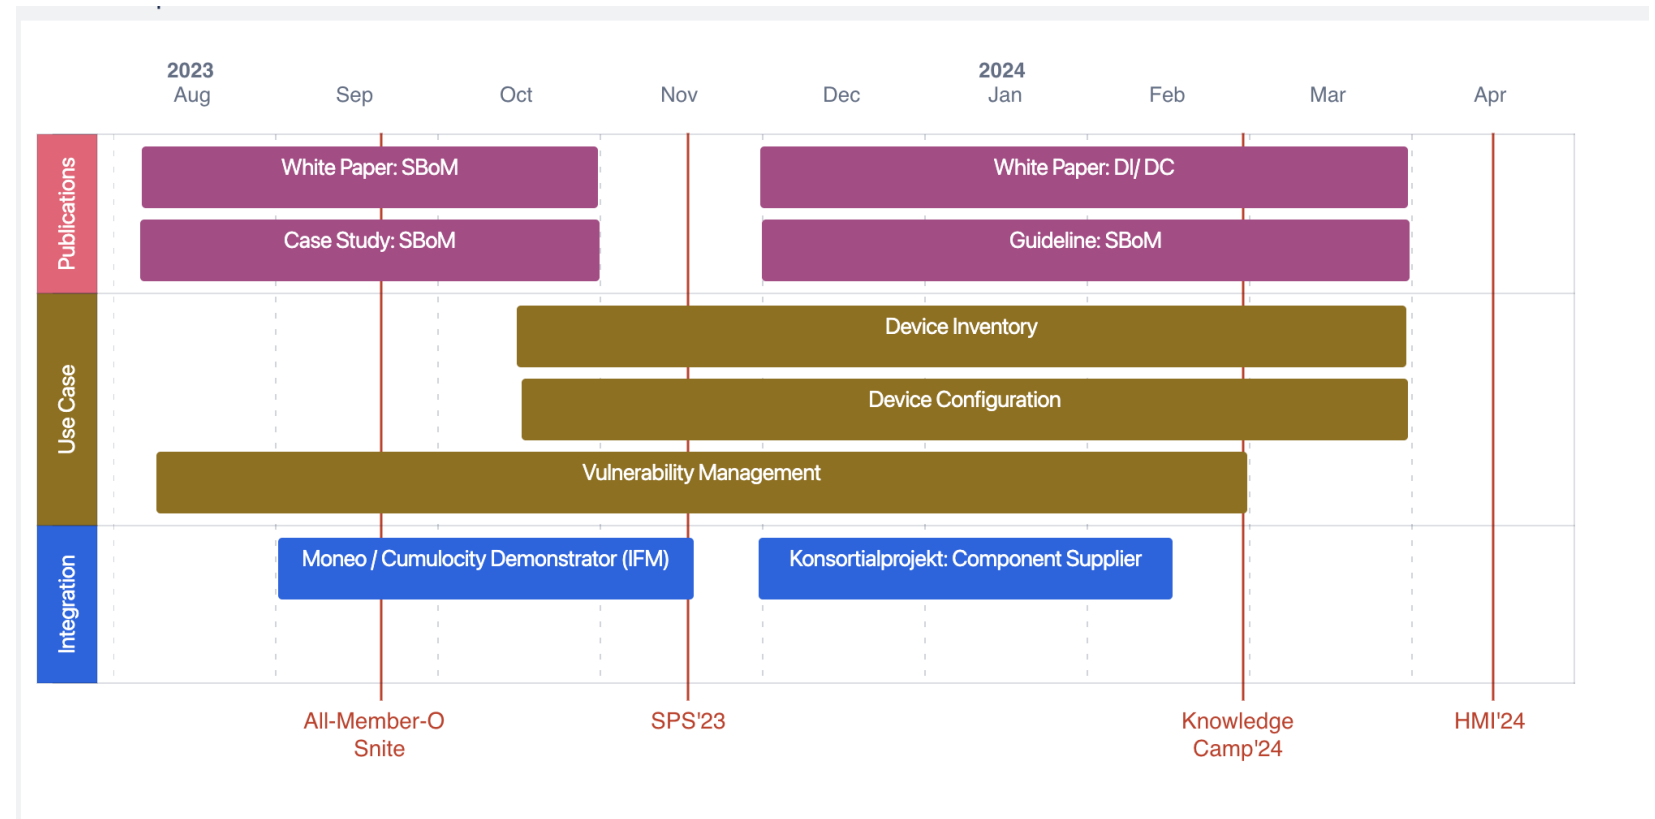 2023
2024
Aug
Sep
Oct
Nov
Dec
Jan
Feb
Mar
Apr
Publications
White Paper: SBoM
White Paper: DI/ DC
Case Study: SBoM
Guideline: SBoM
Use Case
Device Inventory
Device Configuration
Vulnerability Management
Integration
Moneo / Cumulocity Demonstrator (IFM)
Konsortialprojekt: Component Supplier
All-Member-O
Snite
SPS'23
Knowledge
Camp'24
HMI'24